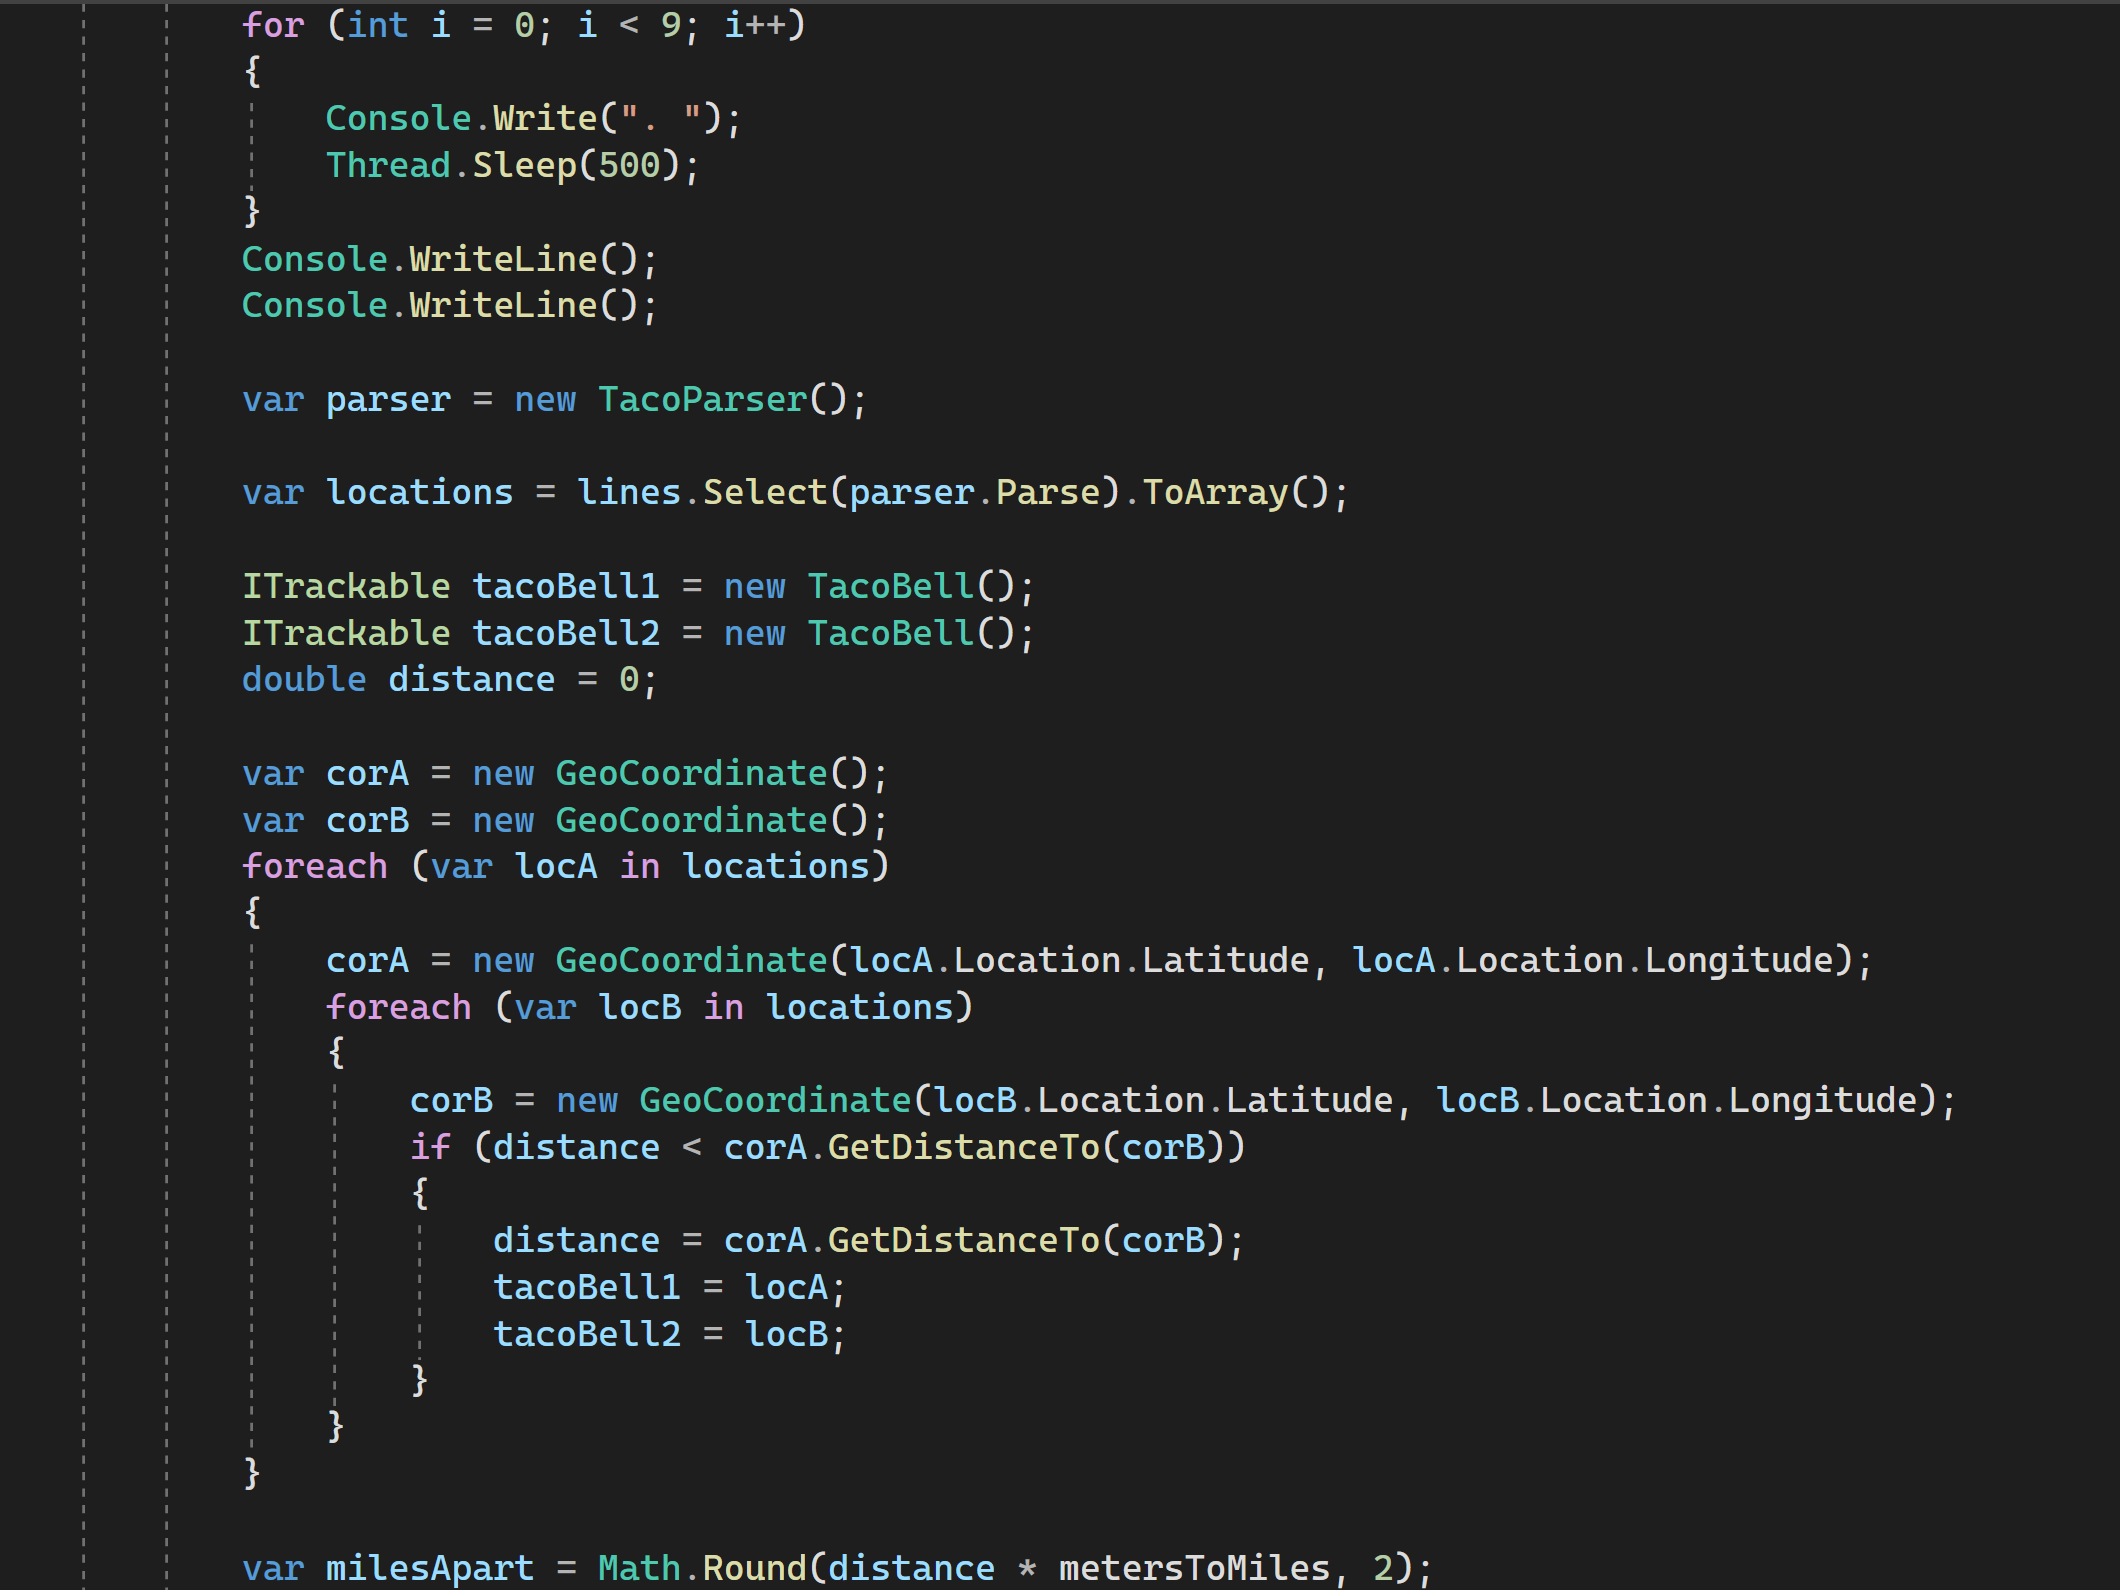 for (int i = 0; i < 9; i++)
{
    Console.Write(". ");
    Thread.Sleep(500);
}
Console.WriteLine();
Console.WriteLine();

var parser = new TacoParser();

var locations = lines.Select(parser.Parse).ToArray();

ITrackable tacoBell1 = new TacoBell();
ITrackable tacoBell2 = new TacoBell();
double distance = 0;

var corA = new GeoCoordinate();
var corB = new GeoCoordinate();
foreach (var locA in locations)
{
    corA = new GeoCoordinate(locA.Location.Latitude, locA.Location.Longitude);
    foreach (var locB in locations)
    {
        corB = new GeoCoordinate(locB.Location.Latitude, locB.Location.Longitude);
        if (distance < corA.GetDistanceTo(corB))
        {
            distance = corA.GetDistanceTo(corB);
            tacoBell1 = locA;
            tacoBell2 = locB;
        }
    }
}

var milesApart = Math.Round(distance * metersToMiles, 2);